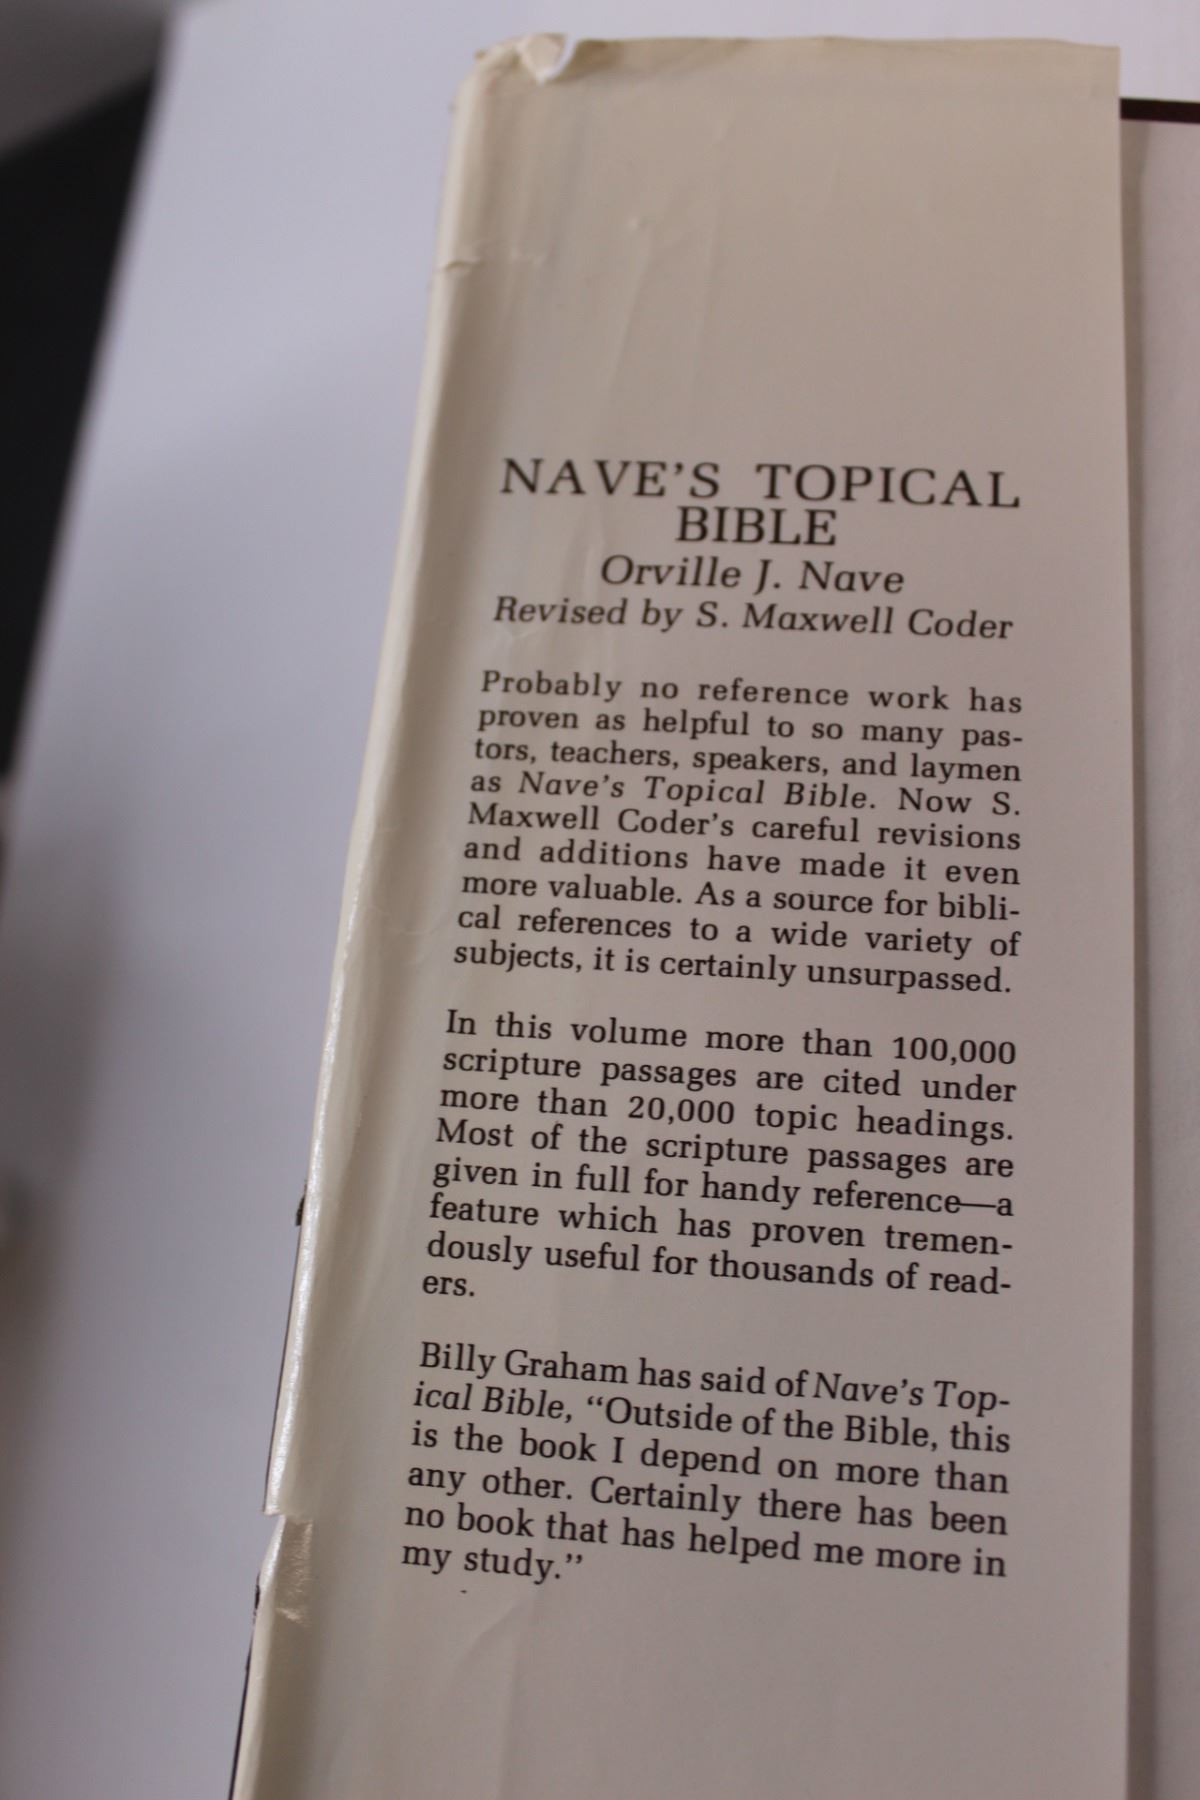 NAVE'S TOPICAL
BIBLE
Orville J. Nave
Revised by S. Maxwell Coder
Probably no reference work has
proven as helpful to so many pas-
tors, teachers, speakers, and laymen
as Nave's Topical Bible. Now S.
Maxwell Coder's careful revisions
and additions have made it even
more valuable. As a source for bibli-
cal references to a wide variety of
subjects, it is certainly unsurpassed.
In this volume more than 100,000
scripture passages are cited under
more than 20,000 topic headings.
Most of the scripture passages are
given in full for handy reference—a
feature which has proven tremen-
dously useful for thousands of read-
ers.
Billy Graham has said of Nave's Top-
ical Bible, "Outside of the Bible, this
is the book I depend on more than
any other. Certainly there has been
no book that has helped me more in
my study."